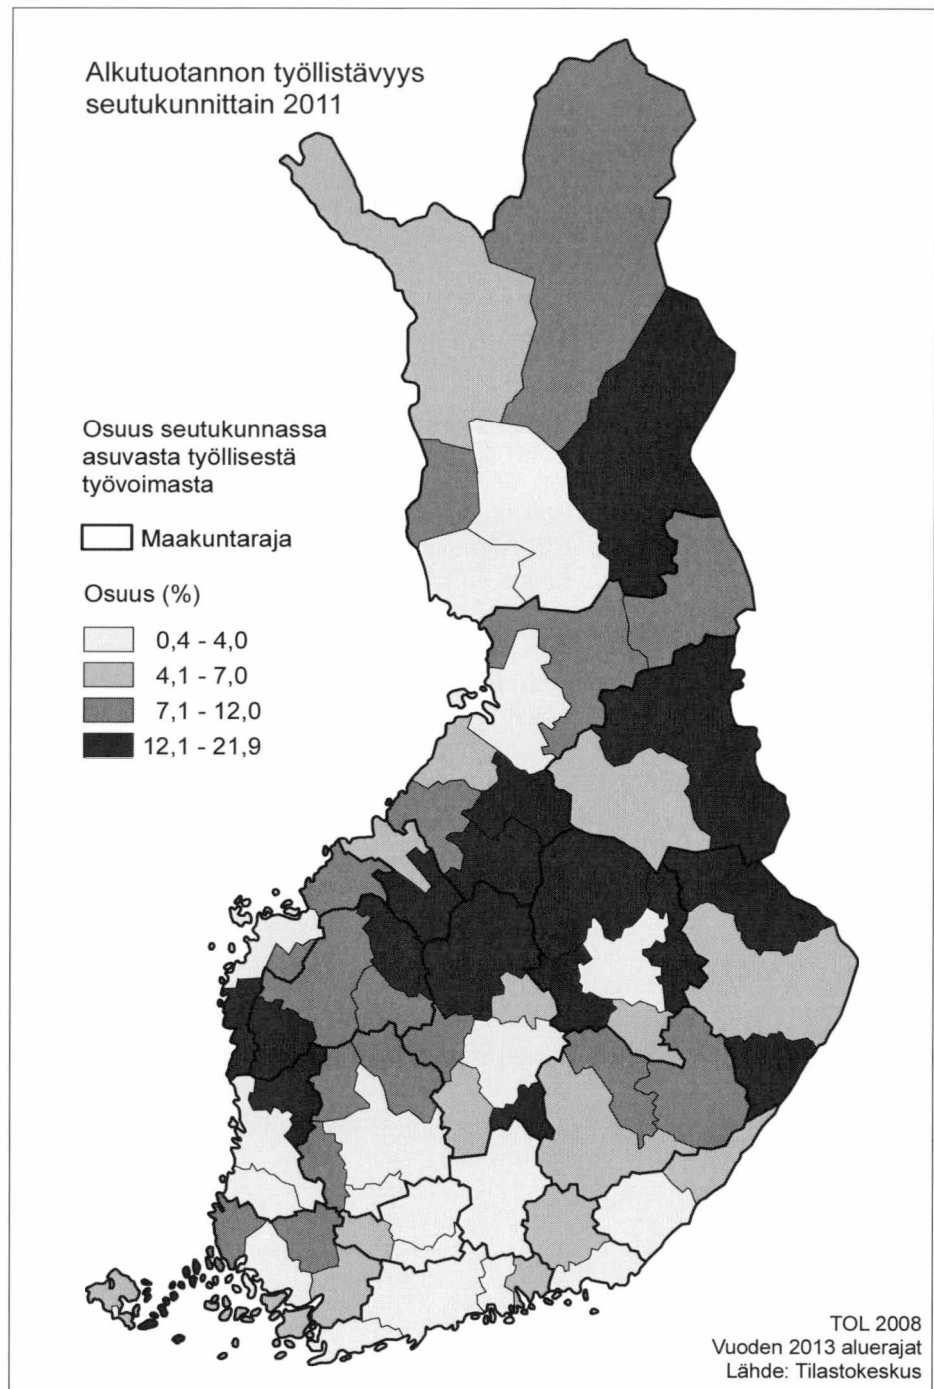 Alkutuotannon työllistävyys
seutukunnittain 2011
Osuus seutukunnassa
asuvasta työllisestä
työvoimasta
Maakuntaraja
Osuus (%)
0,4 - 4,0
4,1 - 7,0
7,1 - 12,0
12,1 - 21,9
TOL 2008
Vuoden 2013 aluerajat
Lähde: Tilastokeskus